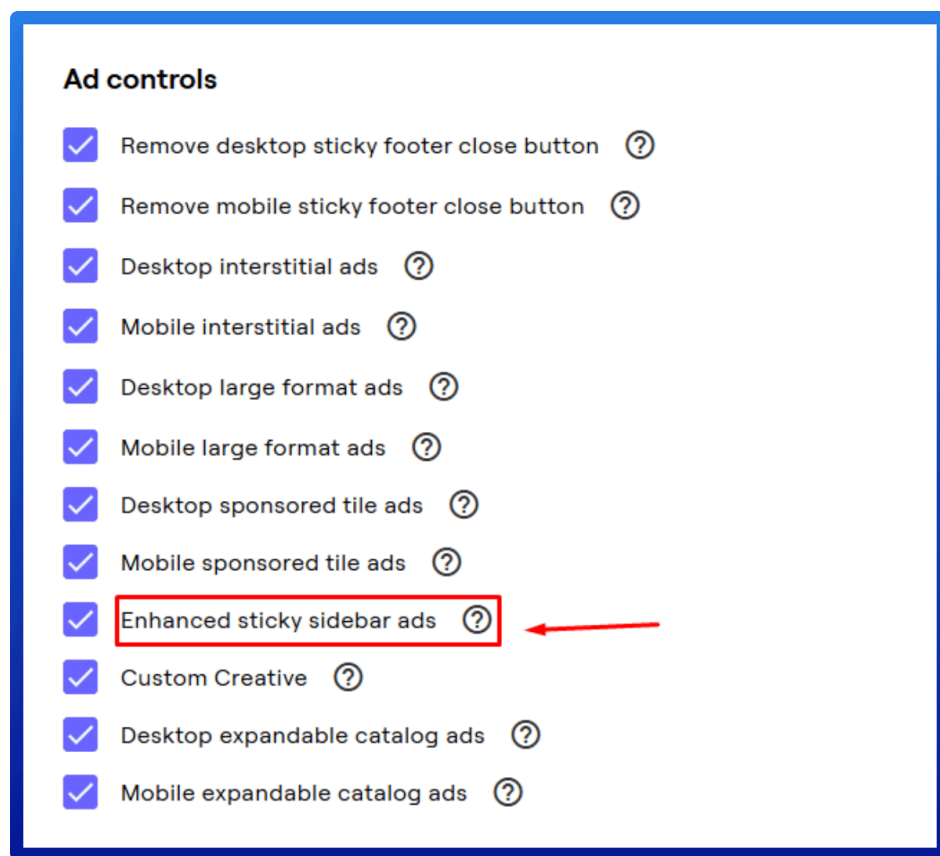 Ad controls
Remove desktop sticky footer close button
Remove mobile sticky footer close button
Desktop interstitial ads
Mobile interstitial ads
Desktop large format ads
Mobile large format ads
Desktop sponsored tile ads
Mobile sponsored tile ads
Enhanced sticky sidebar ads
Custom Creative
Desktop expandable catalog ads
Mobile expandable catalog ads